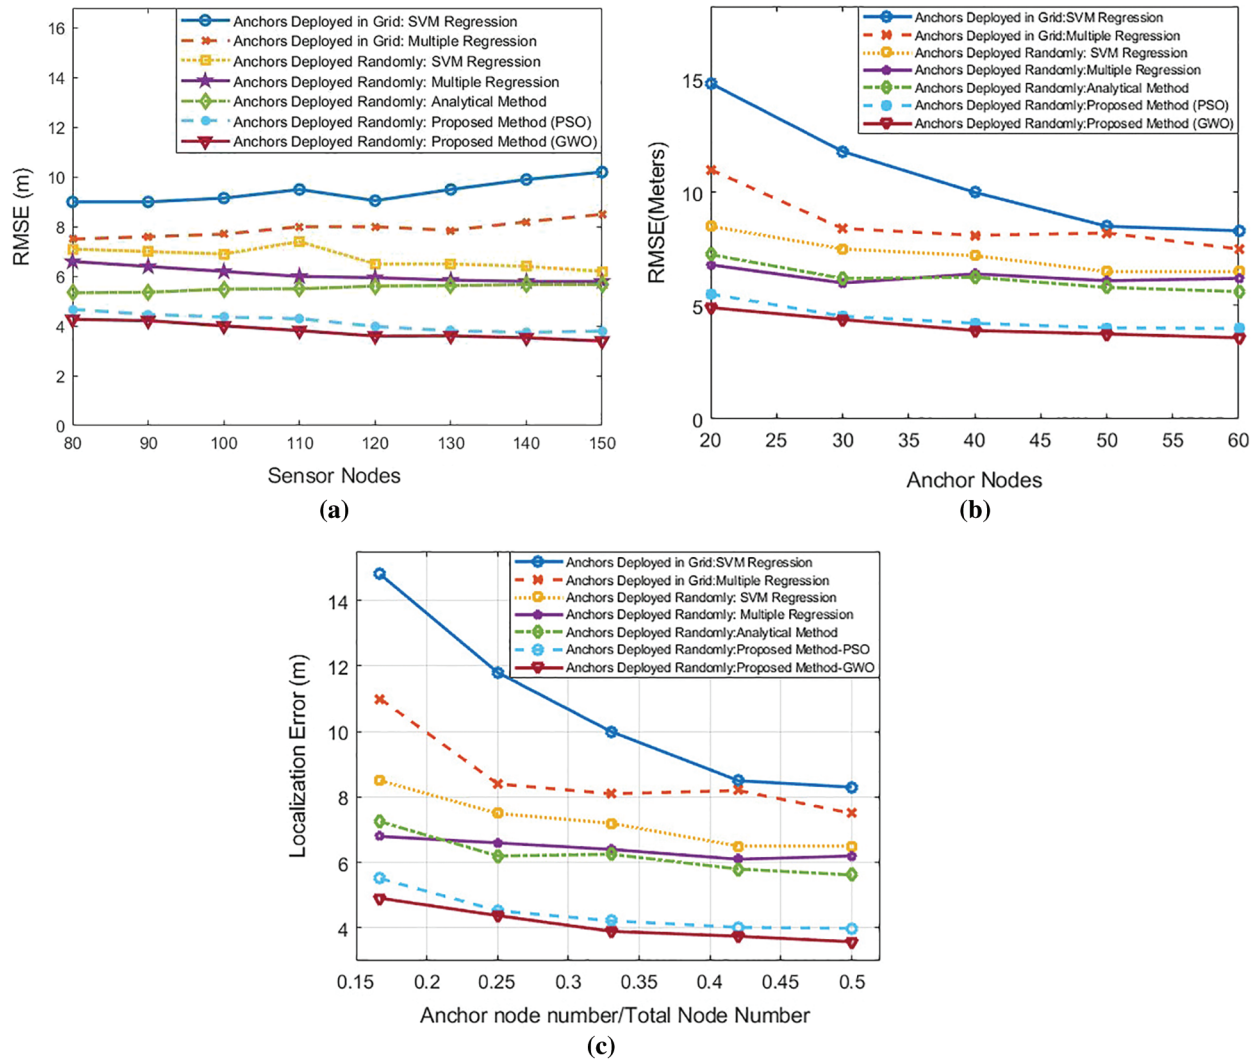 Anchors Deployed in Grid: SVM Regression
Anchors Deployed in Grid: Multiple Regression
Anchors Deployed Randomly: SVM Regression
Anchors Deployed Randomly: Multiple Regression
Anchors Deployed Randomly: Analytical Method
Anchors Deployed Randomly: Proposed Method (PSO)
Anchors Deployed Randomly: Proposed Method (GWO)
16
14
12
10
8
6
4
2
0
RMSE (m)
80 90 100 110 120 130 140 150
Sensor Nodes
(a)
Anchors Deployed in Grid:SVM Regression
Anchors Deployed in Grid:Multiple Regression
Anchors Deployed Randomly: SVM Regression
Anchors Deployed Randomly:Multiple Regression
Anchors Deployed Randomly:Analytical Method
Anchors Deployed Randomly:Proposed Method (PSO)
Anchors Deployed Randomly:Proposed Method (GWO)
15
10
5
0
RMSE(Meters)
20 25 30 35 40 45 50 55 60
Anchor Nodes
(b)
Anchors Deployed in Grid:SVM Regression
Anchors Deployed in Grid:Multiple Regression
Anchors Deployed Randomly: SVM Regression
Anchors Deployed Randomly: Multiple Regression
Anchors Deployed Randomly:Analytical Method
Anchors Deployed Randomly:Proposed Method-PSO
Anchors Deployed Randomly:Proposed Method-GWO
14
12
10
8
6
4
Localization Error (m)
0.15 0.2 0.25 0.3 0.35 0.4 0.45 0.5
Anchor node number/Total Node Number
(c)